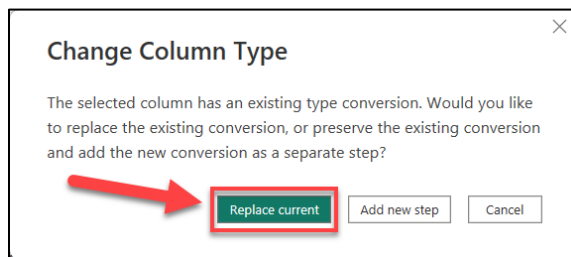 Change Column Type
The selected column has an existing type conversion. Would you like
to replace the existing conversion, or preserve the existing conversion
and add the new conversion as a separate step?
Replace current Add new step Cancel